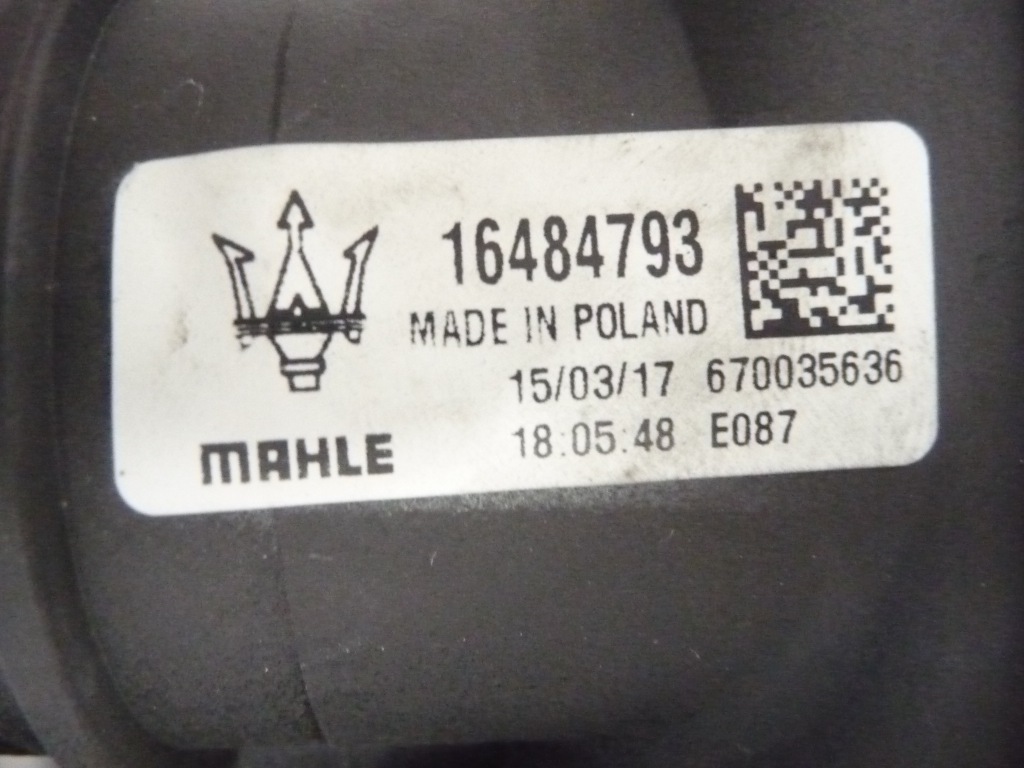 16484793
MADE IN POLAND
15/03/17 670035636
18:05:48 E087
MAHLE